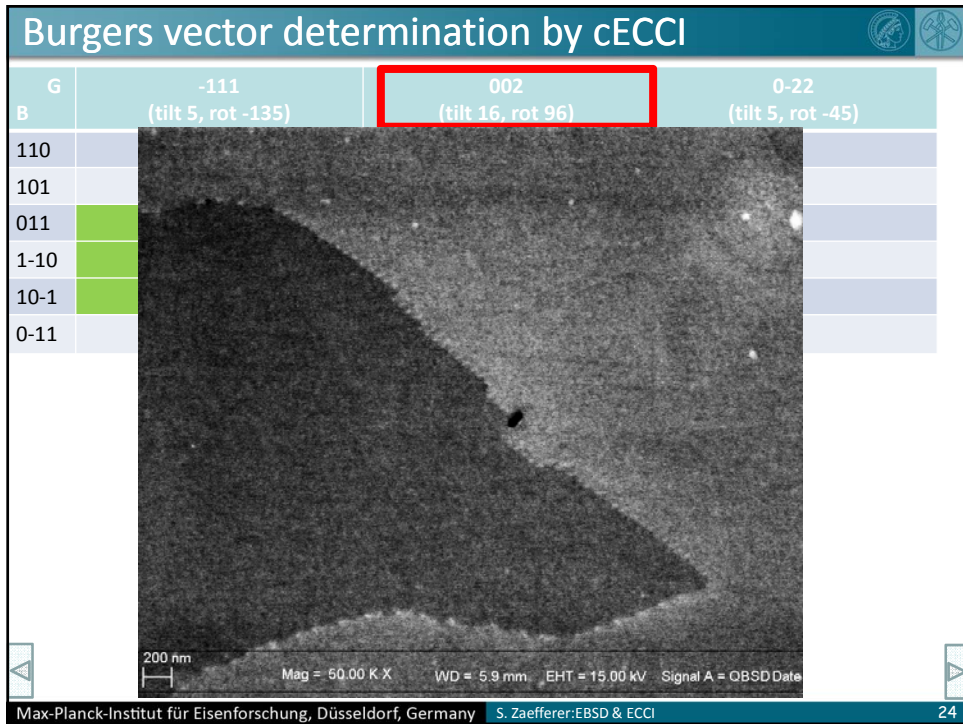 Burgers vector determination by cECCI
G
B
-111
(tilt 5, rot -135)
002
(tilt 16, rot 96)
0-22
(tilt 5, rot -45)
110
101
011
1-10
10-1
0-11
200 nm
Mag = 50.00 K X WD = 5.9 mm EHT = 15.00 kV Signal A = QBSD Date
Max-Planck-Institut für Eisenforschung, Düsseldorf, Germany S. Zaefferer:EBSD & ECCI 24